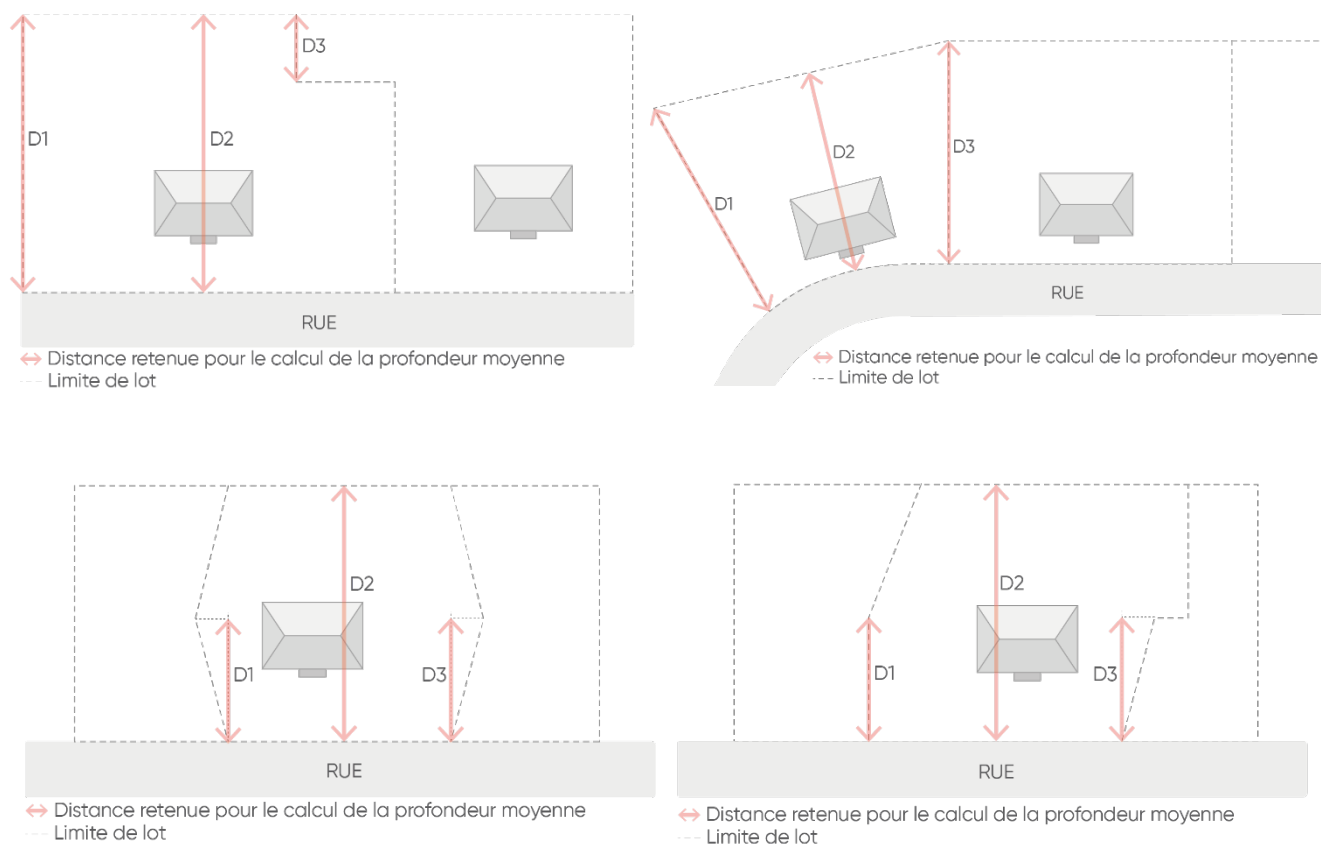 D3
D1
D2
RUE
Distance retenue pour le calcul de la profondeur moyenne
Limite de lot
D3
D2
D1
RUE
Distance retenue pour le calcul de la profondeur moyenne
Limite de lot
D2
D1
D3
RUE
Distance retenue pour le calcul de la profondeur moyenne
Limite de lot
D2
D1
D3
RUE
Distance retenue pour le calcul de la profondeur moyenne
Limite de lot